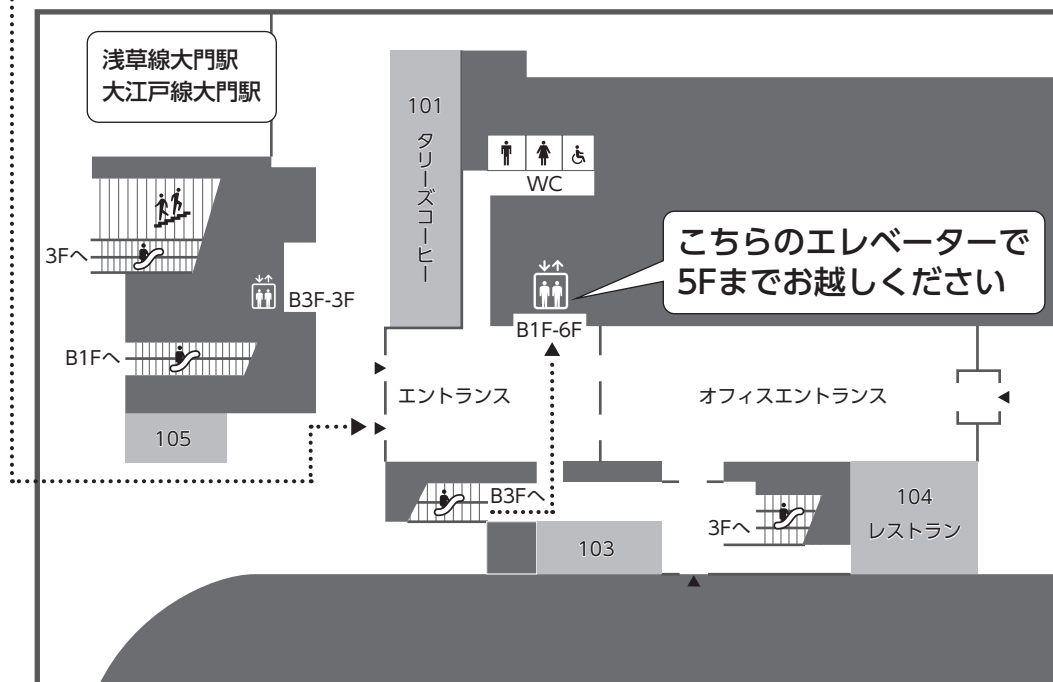 浅草線大門駅
大江戸線大門駅
101
タリーズコーヒー
WC
3Fへ
B3F-3F
こちらのエレベーターで
5Fまでお越しください
B1F-6F
B1Fへ
エントランス
オフィスエントランス
105
B3Fへ
103
3Fへ
104
レストラン